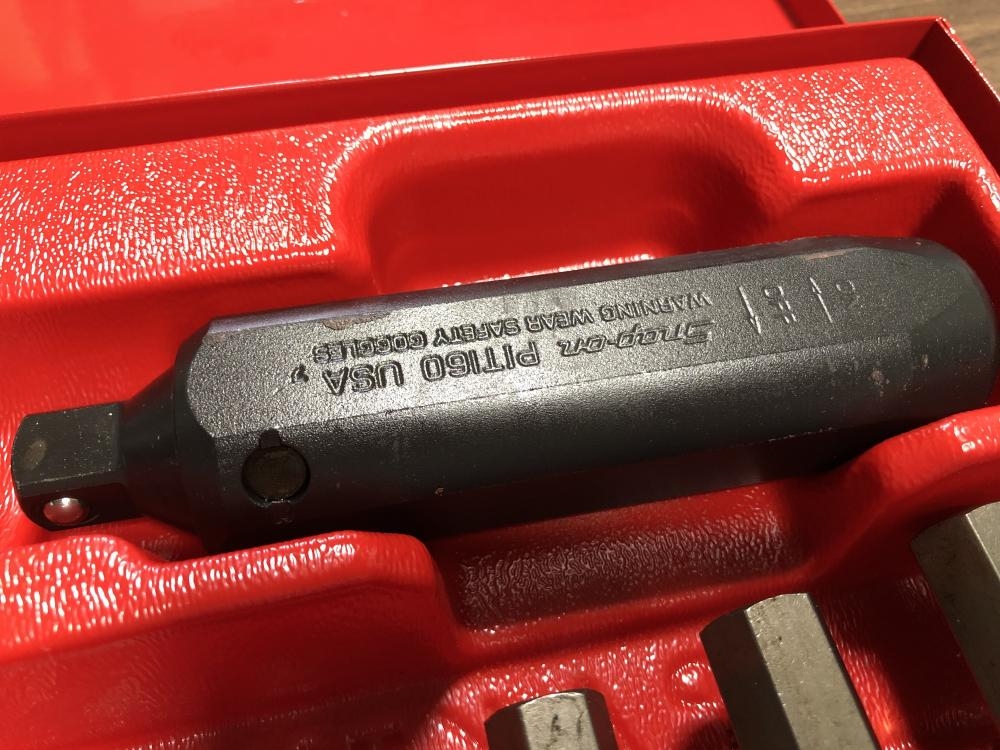 Snap-on
PIT160 USA
WARNING WEAR SAFETY GOGGLES